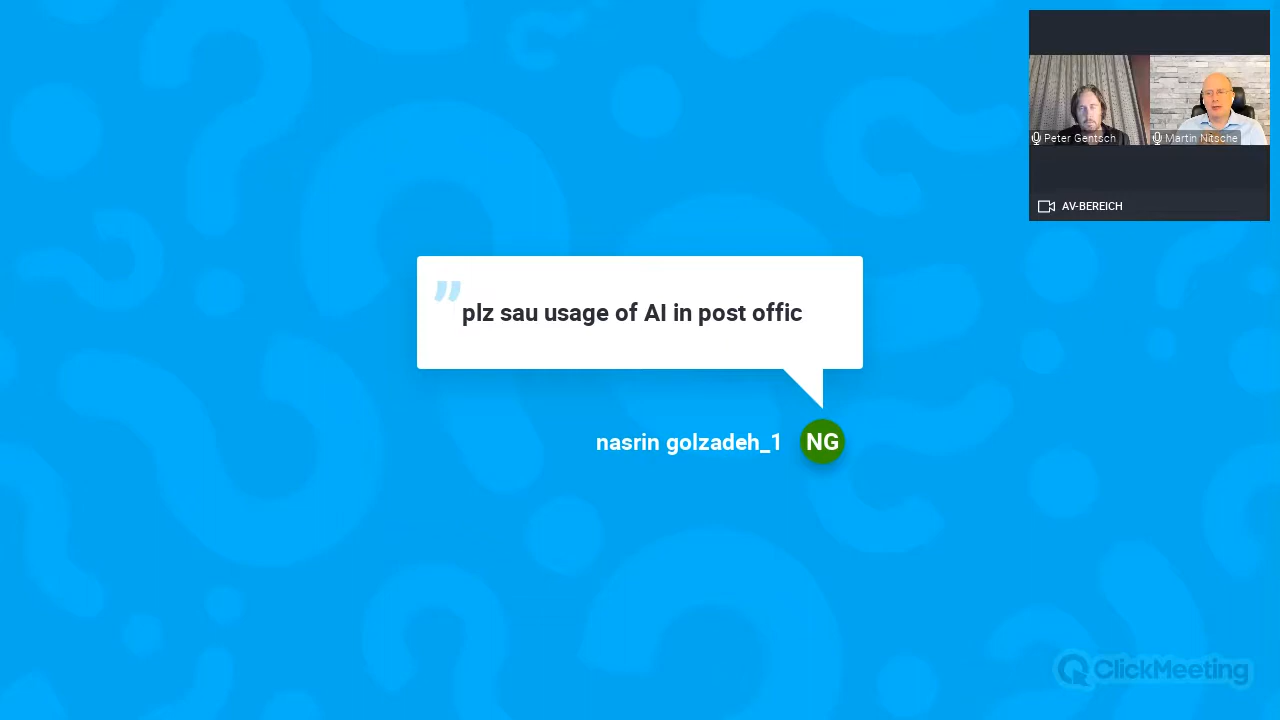 Peter Gentsch
Martin Nitsche
AV-BEREICH
” plz sau usage of AI in post offic
nasrin golzadeh_1
NG
ClickMeeting